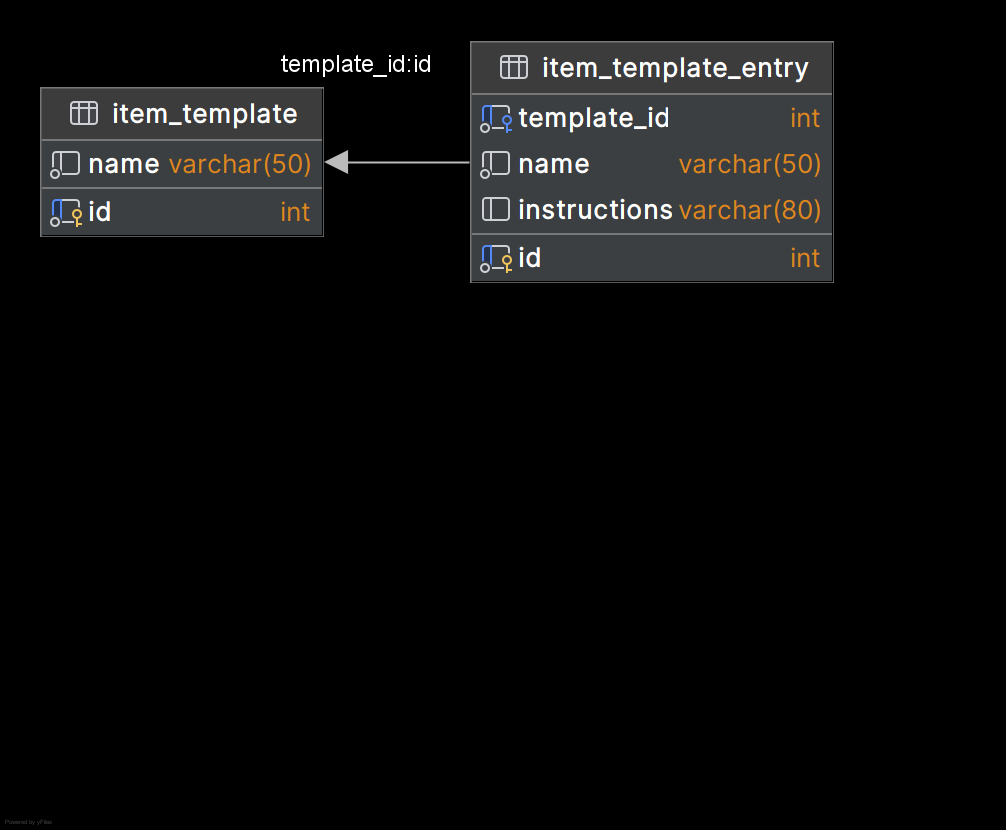 template_id:id
item_template
name varchar(50)
id int
item_template_entry
template_id int
name varchar(50)
instructions varchar(80)
id int
Powered by yFiles